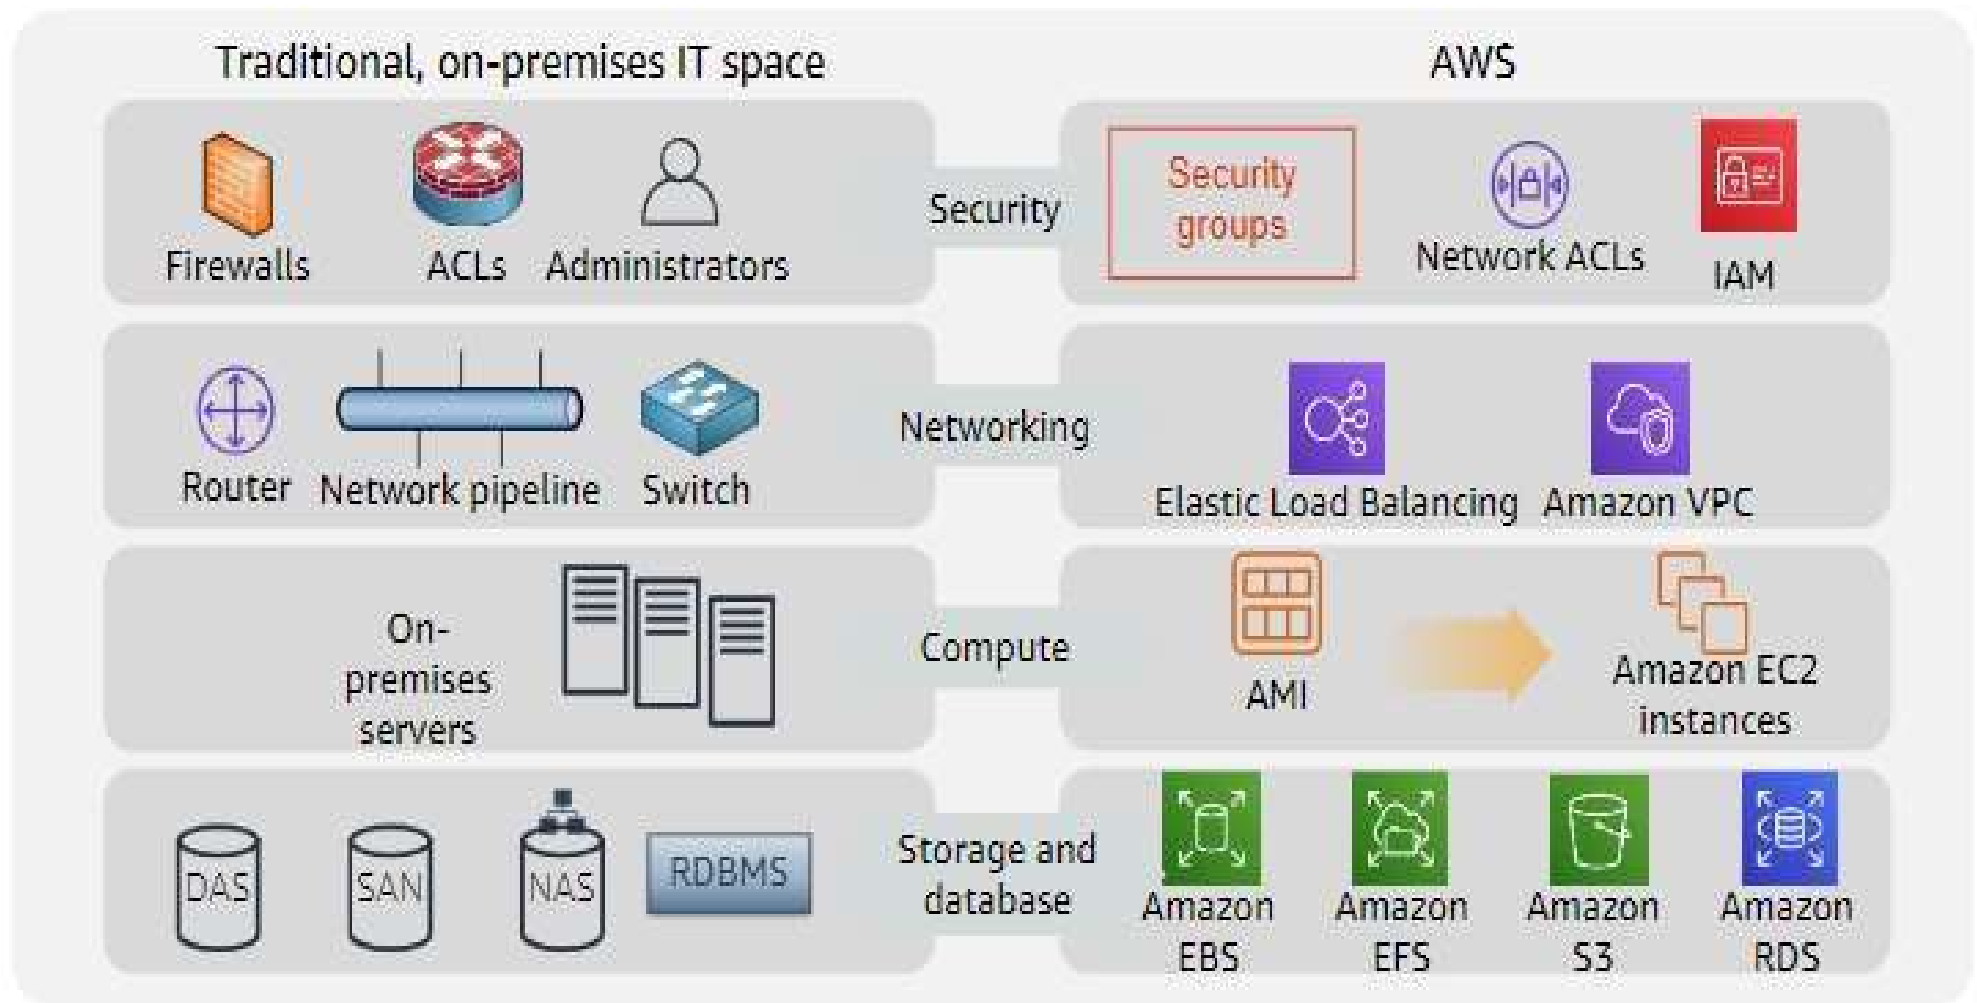 Traditional, on-premises IT space
AWS
Firewalls
ACLs
Administrators
Security
Security
groups
Network ACLs
IAM
Router
Network pipeline
Switch
Networking
Elastic Load Balancing
Amazon VPC
On-
premises
servers
Compute
AMI
Amazon EC2
instances
DAS
SAN
NAS
RDBMS
Storage and
database
Amazon
EBS
Amazon
EFS
Amazon
S3
Amazon
RDS